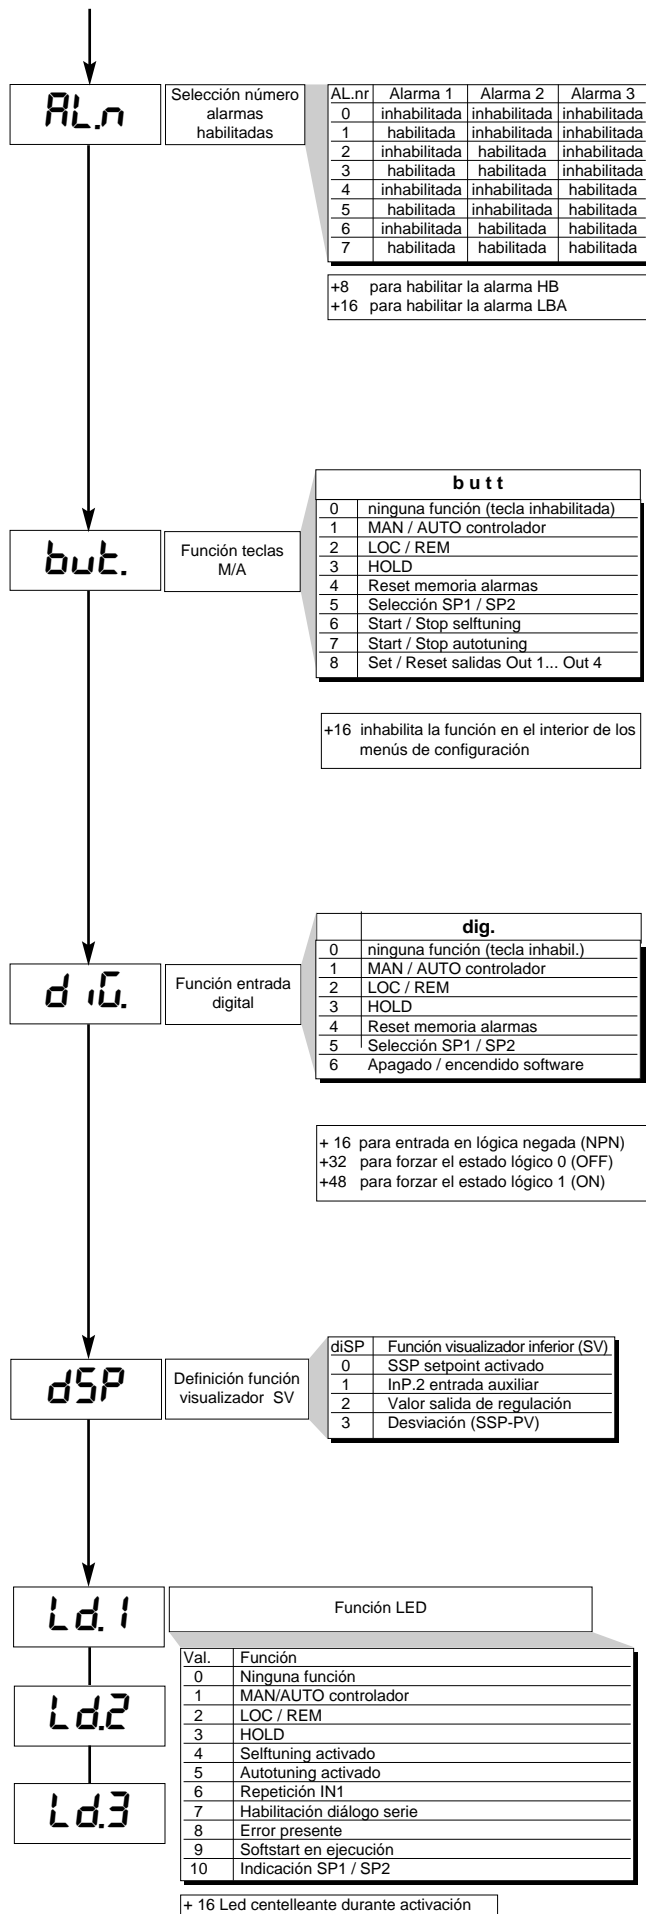 AL.n
Selección número
alarmas
habilitadas
AL.nr Alarma 1 Alarma 2 Alarma 3
0 inhabilitada inhabilitada inhabilitada
1 habilitada inhabilitada inhabilitada
2 inhabilitada habilitada inhabilitada
3 habilitada habilitada inhabilitada
4 inhabilitada inhabilitada habilitada
5 habilitada inhabilitada habilitada
6 inhabilitada habilitada habilitada
7 habilitada habilitada habilitada
+8 para habilitar la alarma HB
+16 para habilitar la alarma LBA
but.
Función teclas
M/A
b u t t
0 ninguna función (tecla inhabilitada)
1 MAN / AUTO controlador
2 LOC / REM
3 HOLD
4 Reset memoria alarmas
5 Selección SP1 / SP2
6 Start / Stop selftuning
7 Start / Stop autotuning
8 Set / Reset salidas Out 1... Out 4
+16 inhabilita la función en el interior de los
menús de configuración
diG.
Función entrada
digital
dig.
0 ninguna función (tecla inhabil.)
1 MAN / AUTO controlador
2 LOC / REM
3 HOLD
4 Reset memoria alarmas
5 Selección SP1 / SP2
6 Apagado / encendido software
+ 16 para entrada en lógica negada (NPN)
+32 para forzar el estado lógico 0 (OFF)
+48 para forzar el estado lógico 1 (ON)
dSP
Definición función
visualizador SV
diSP Función visualizador inferior (SV)
0 SSP setpoint activado
1 InP.2 entrada auxiliar
2 Valor salida de regulación
3 Desviación (SSP-PV)
Ld.1
Función LED
Val. Función
0 Ninguna función
1 MAN/AUTO controlador
2 LOC / REM
3 HOLD
4 Selftuning activado
5 Autotuning activado
6 Repetición IN1
7 Habilitación diálogo serie
8 Error presente
9 Softstart en ejecución
10 Indicación SP1 / SP2
Ld.2
Ld.3
+ 16 Led centelleante durante activación